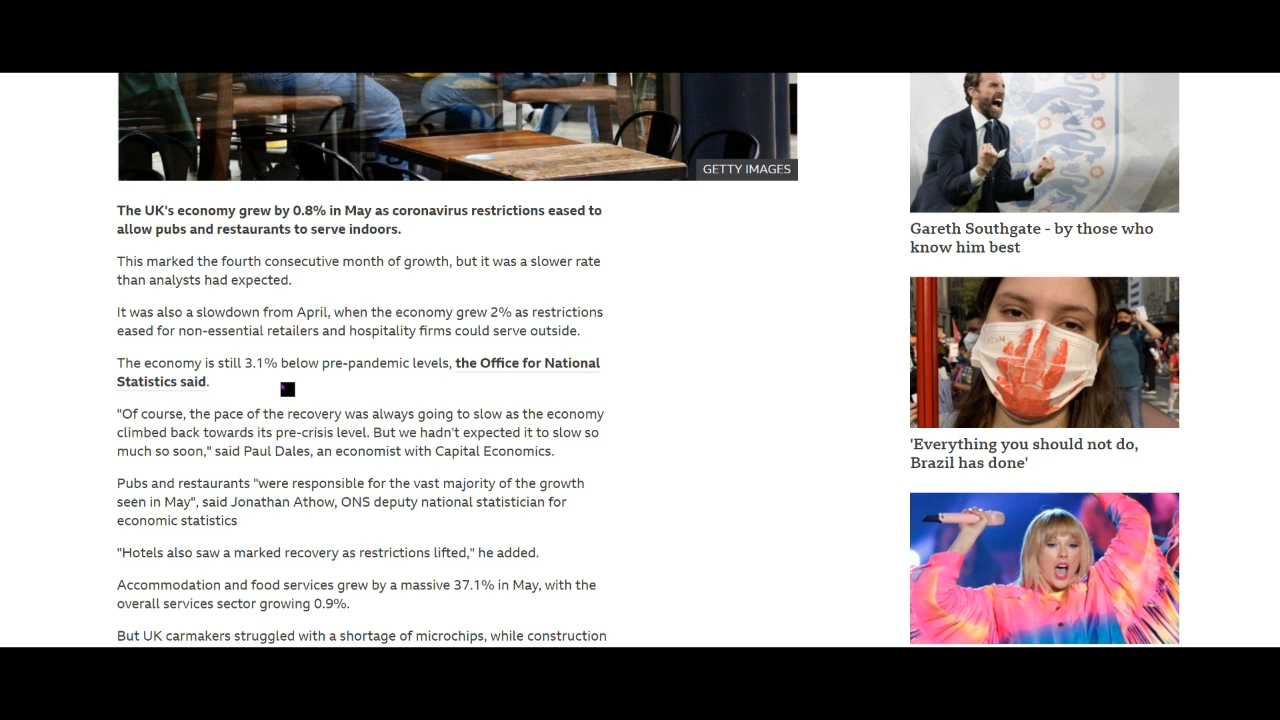 GETTY IMAGES
The UK's economy grew by 0.8% in May as coronavirus restrictions eased to
allow pubs and restaurants to serve indoors.
This marked the fourth consecutive month of growth, but it was a slower rate
than analysts had expected.
It was also a slowdown from April, when the economy grew 2% as restrictions
eased for non-essential retailers and hospitality firms could serve outside.
The economy is still 3.1% below pre-pandemic levels, the Office for National
Statistics said.
"Of course, the pace of the recovery was always going to slow as the economy
climbed back towards its pre-crisis level. But we hadn't expected it to slow so
much so soon," said Paul Dales, an economist with Capital Economics.
Pubs and restaurants "were responsible for the vast majority of the growth
seen in May", said Jonathan Athow, ONS deputy national statistician for
economic statistics
"Hotels also saw a marked recovery as restrictions lifted," he added.
Accommodation and food services grew by a massive 37.1% in May, with the
overall services sector growing 0.9%.
But UK carmakers struggled with a shortage of microchips, while construction
Gareth Southgate - by those who
know him best
'Everything you should not do,
Brazil has done'